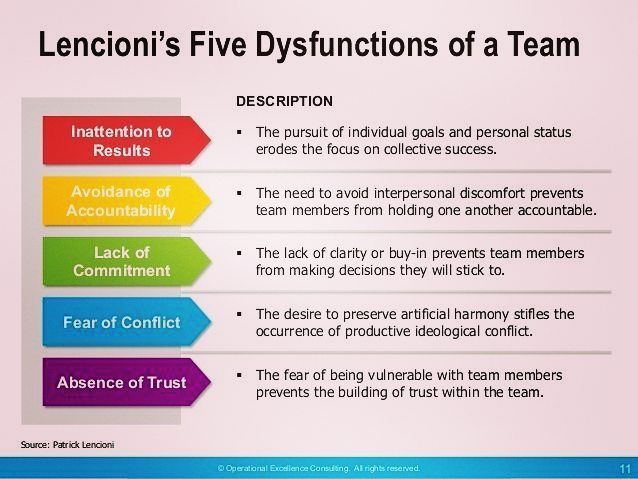 Lencioni's Five Dysfunctions of a Team
DESCRIPTION
Inattention to
Results
▪ The pursuit of individual goals and personal status
erodes the focus on collective success.
Avoidance of
Accountability
▪ The need to avoid interpersonal discomfort prevents
team members from holding one another accountable.
Lack of
Commitment
▪ The lack of clarity or buy-in prevents team members
from making decisions they will stick to.
Fear of Conflict
▪ The desire to preserve artificial harmony stifles the
occurrence of productive ideological conflict.
Absence of Trust
▪ The fear of being vulnerable with team members
prevents the building of trust within the team.
Source: Patrick Lencioni
© Operational Excellence Consulting. All rights reserved.
11